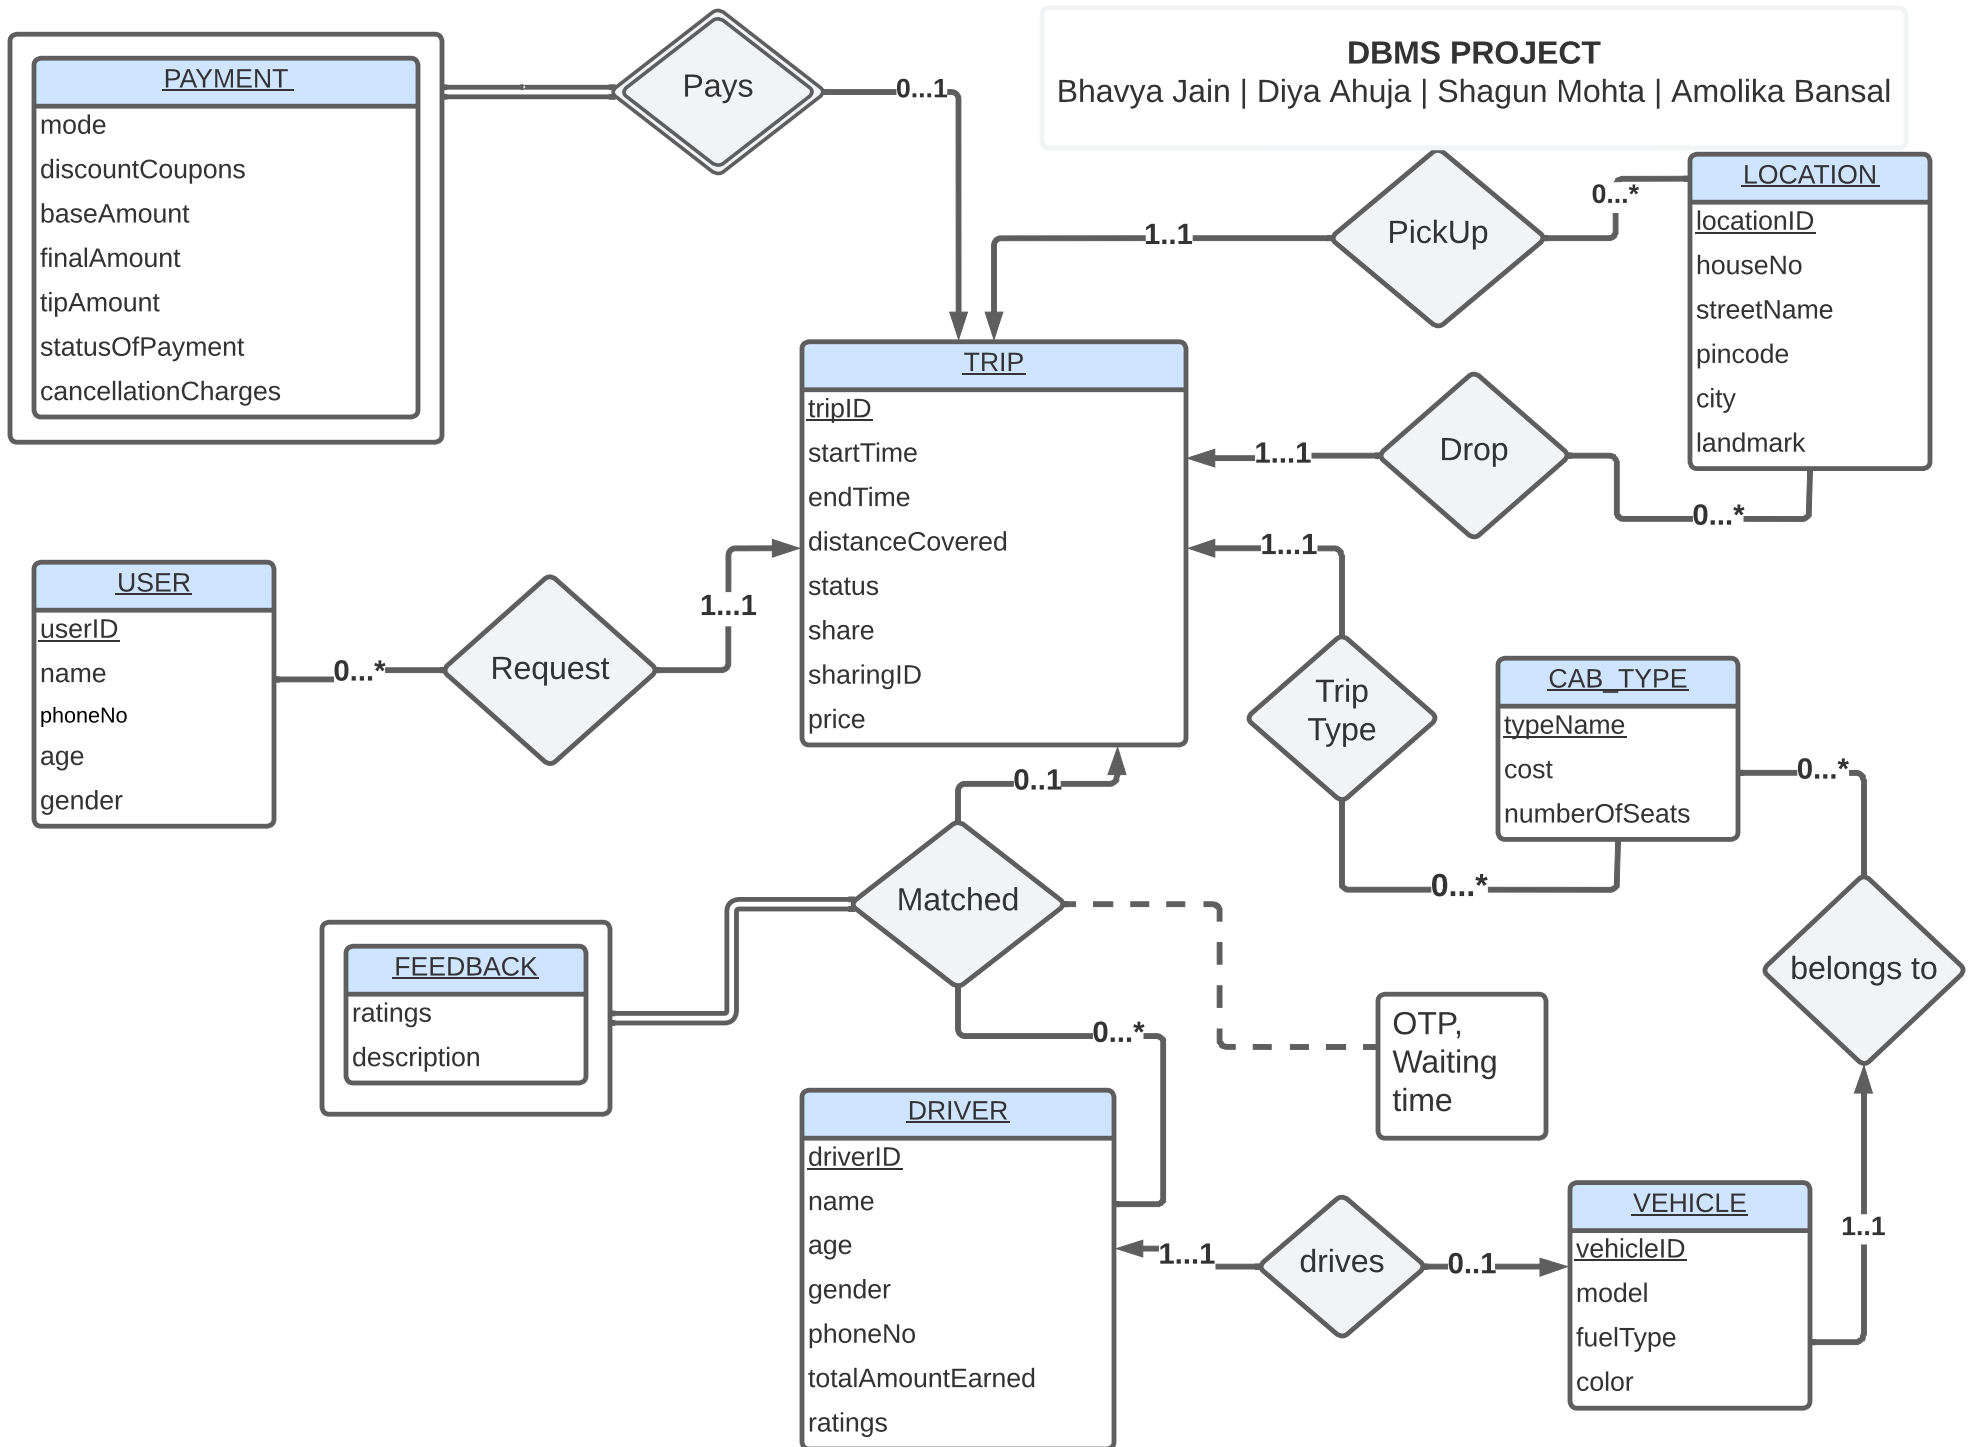 DBMS PROJECT
Bhavya Jain | Diya Ahuja | Shagun Mohta | Amolika Bansal
PAYMENT
mode
discountCoupons
baseAmount
finalAmount
tipAmount
statusOfPayment
cancellationCharges
Pays
0...1
PickUp
1..1
0...*
LOCATION
locationID
houseNo
streetName
pincode
city
landmark
TRIP
tripID
startTime
endTime
distanceCovered
status
share
sharingID
price
Drop
1...1
0...*
1...1
Trip
Type
0...*
USER
userID
name
phoneNo
age
gender
0...*
Request
1...1
CAB_TYPE
typeName
cost
numberOfSeats
0...*
belongs to
1..1
0..1
Matched
0...*
FEEDBACK
ratings
description
OTP,
Waiting
time
DRIVER
driverID
name
age
gender
phoneNo
totalAmountEarned
ratings
1...1
drives
0..1
VEHICLE
vehicleID
model
fuelType
color